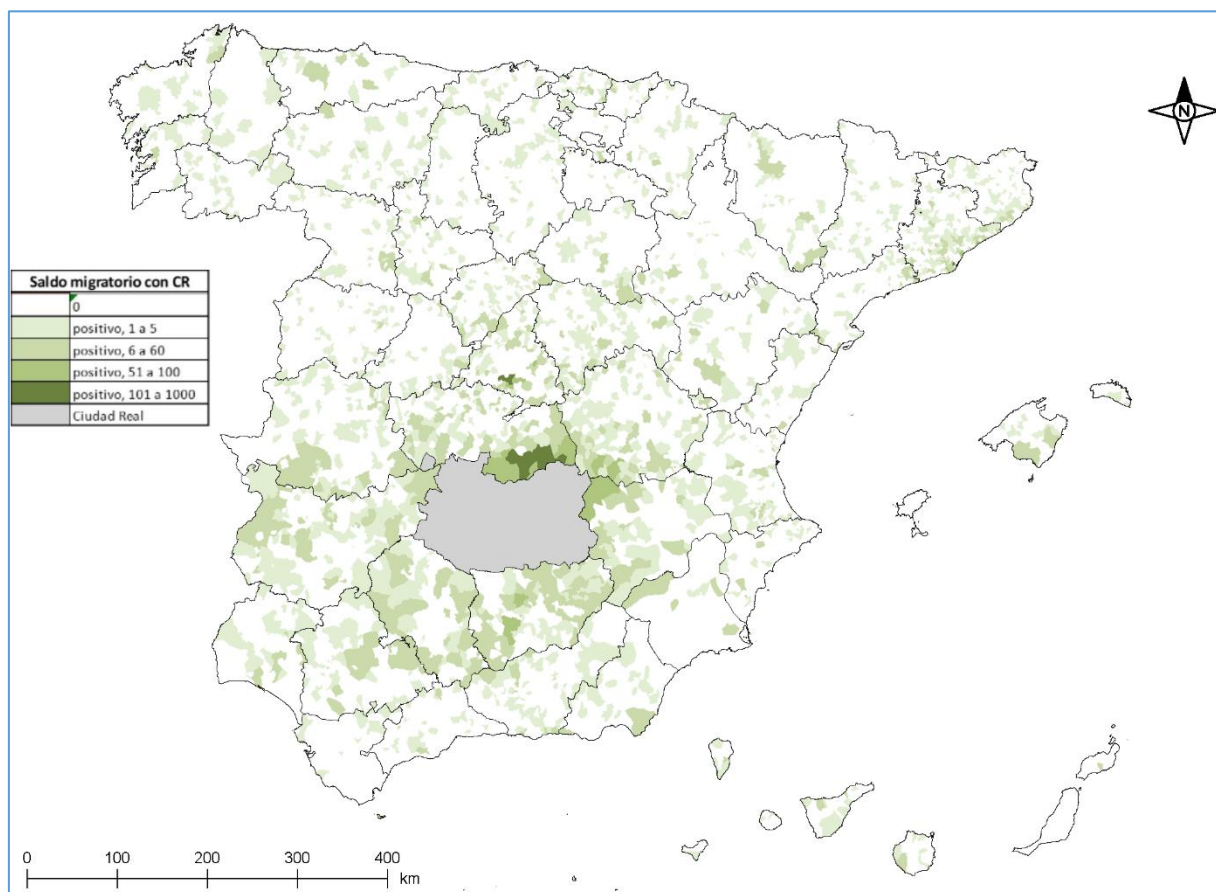 N
Saldo migratorio con CR
0
positivo, 1 a 5
positivo, 6 a 60
positivo, 51 a 100
positivo, 101 a 1000
Ciudad Real
0 100 200 300 400
km